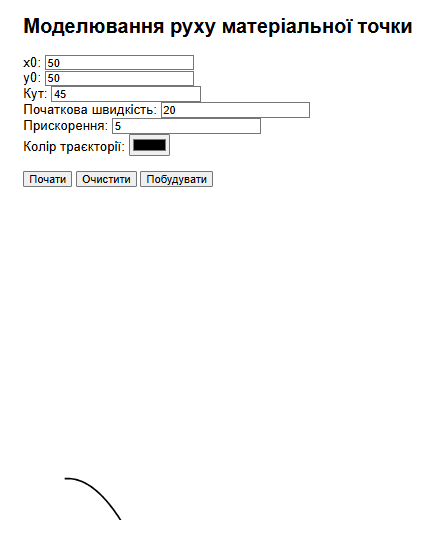 Моделювання руху матеріальної точки
x0: 50
y0: 50
Кут: 45
Початкова швидкість: 20
Прискорення: 5
Колір траєкторії:
Почати Очистити Побудувати